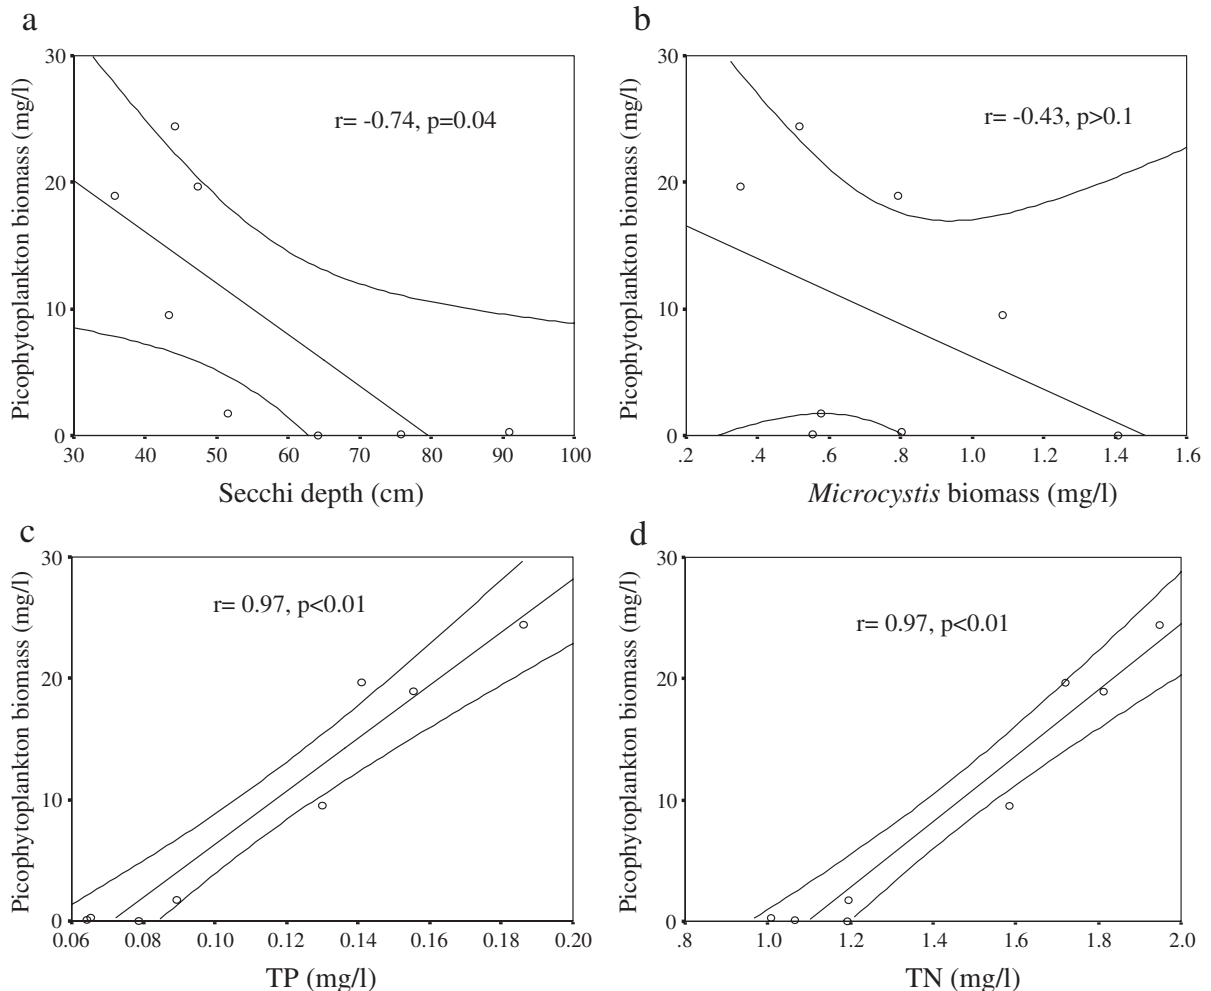 a
b
Picophytoplankton biomass (mg/l)
30
20
10
0
r= -0.74, p=0.04
30 40 50 60 70 80 90 100
Secchi depth (cm)
Picophytoplankton biomass (mg/l)
30
20
10
0
r= -0.43, p>0.1
.2 .4 .6 .8 1.0 1.2 1.4 1.6
Microcystis biomass (mg/l)
c
d
Picophytoplankton biomass (mg/l)
30
20
10
0
r= 0.97, p<0.01
0.06 0.08 0.10 0.12 0.14 0.16 0.18 0.20
TP (mg/l)
Picophytoplankton biomass (mg/l)
30
20
10
0
r= 0.97, p<0.01
.8 1.0 1.2 1.4 1.6 1.8 2.0
TN (mg/l)